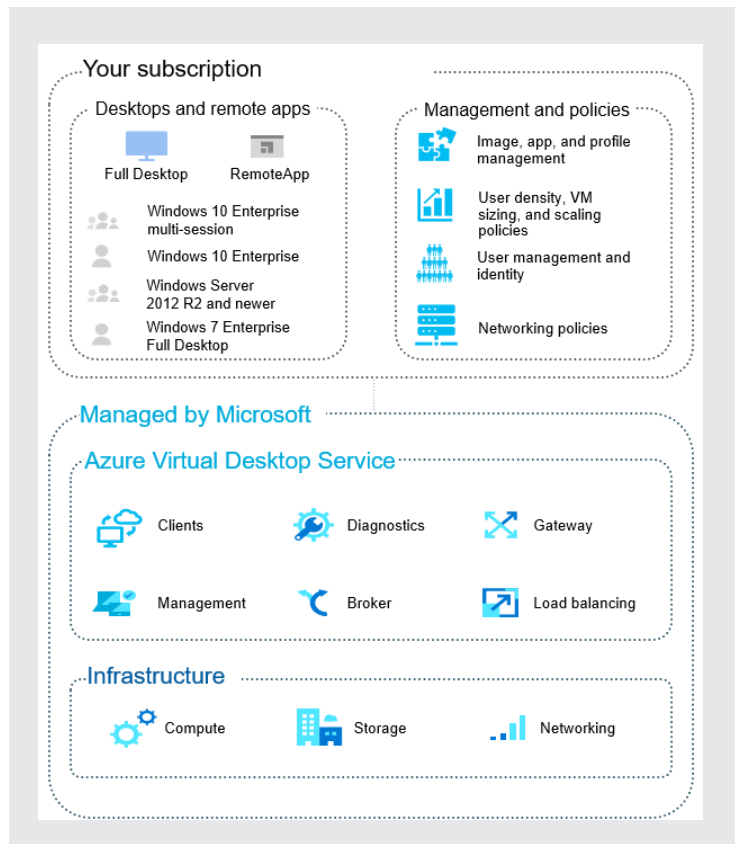 Your subscription
Desktops and remote apps
Full Desktop
RemoteApp
Windows 10 Enterprise
multi-session
Windows 10 Enterprise
Windows Server
2012 R2 and newer
Windows 7 Enterprise
Full Desktop
Management and policies
Image, app, and profile
management
User density, VM
sizing, and scaling
policies
User management and
identity
Networking policies
Managed by Microsoft
Azure Virtual Desktop Service
Clients
Diagnostics
Gateway
Management
Broker
Load balancing
Infrastructure
Compute
Storage
Networking